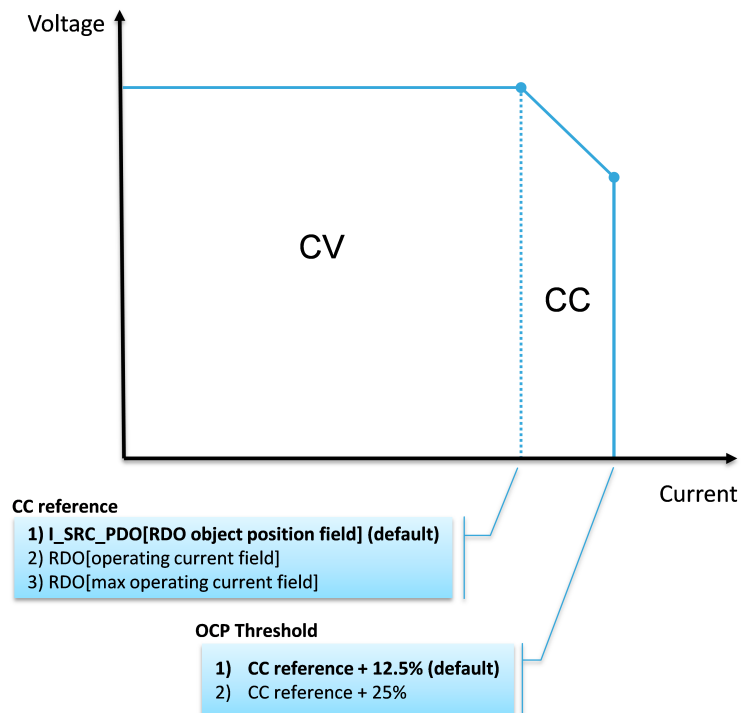 Voltage
CV
CC
Current
CC reference
1) I_SRC_PDO[RDO object position field] (default)
2) RDO[operating current field]
3) RDO[max operating current field]
OCP Threshold
1) CC reference + 12.5% (default)
2) CC reference + 25%